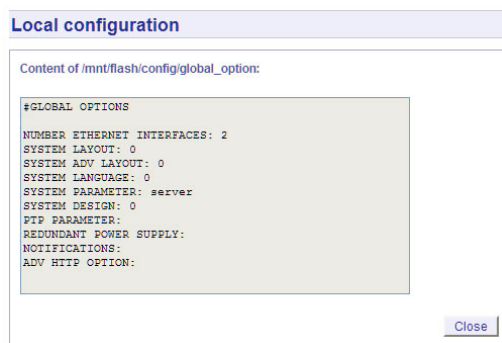 Local configuration
Content of /mnt/flash/config/global_option:
#GLOBAL OPTIONS
NUMBER ETHERNET INTERFACES: 2
SYSTEM LAYOUT: 0
SYSTEM ADV LAYOUT: 0
SYSTEM LANGUAGE: 0
SYSTEM PARAMETER: server
SYSTEM DESIGN: 0
PTP PARAMETER:
REDUNDANT POWER SUPPLY:
NOTIFICATIONS:
ADV HTTP OPTION:
Close